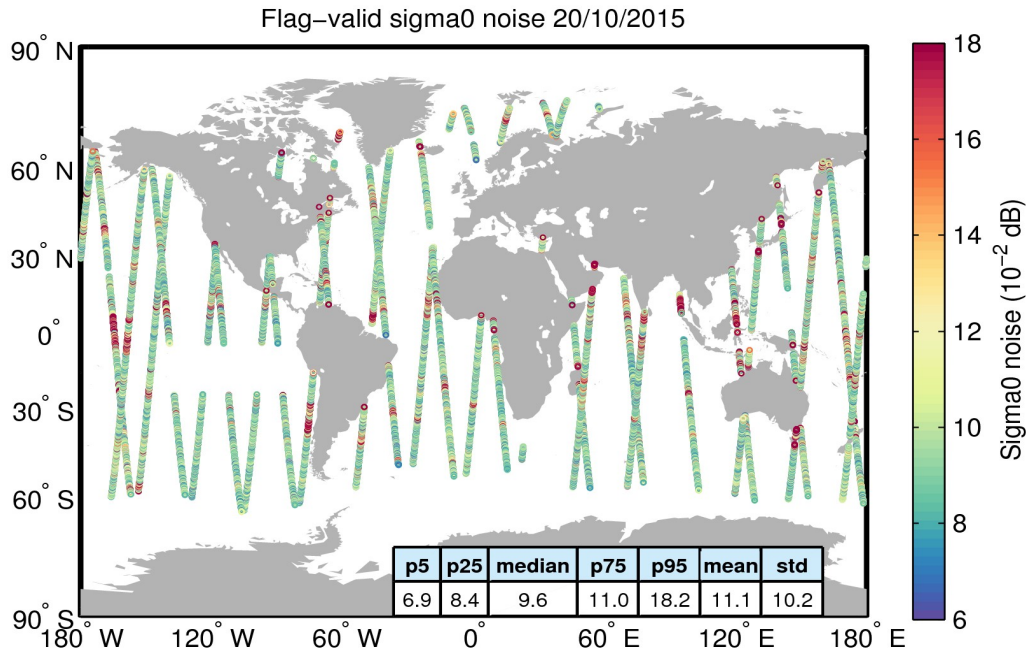 Flag−valid sigma0 noise 20/10/2015
90° N
60° N
30° N
0°
30° S
60° S
90° S
180° W
120° W
60° W
0°
60° E
120° E
180° E
p5 p25 median p75 p95 mean std
6.9 8.4 9.6 11.0 18.2 11.1 10.2
18
16
14
12
10
8
6
Sigma0 noise (10⁻² dB)